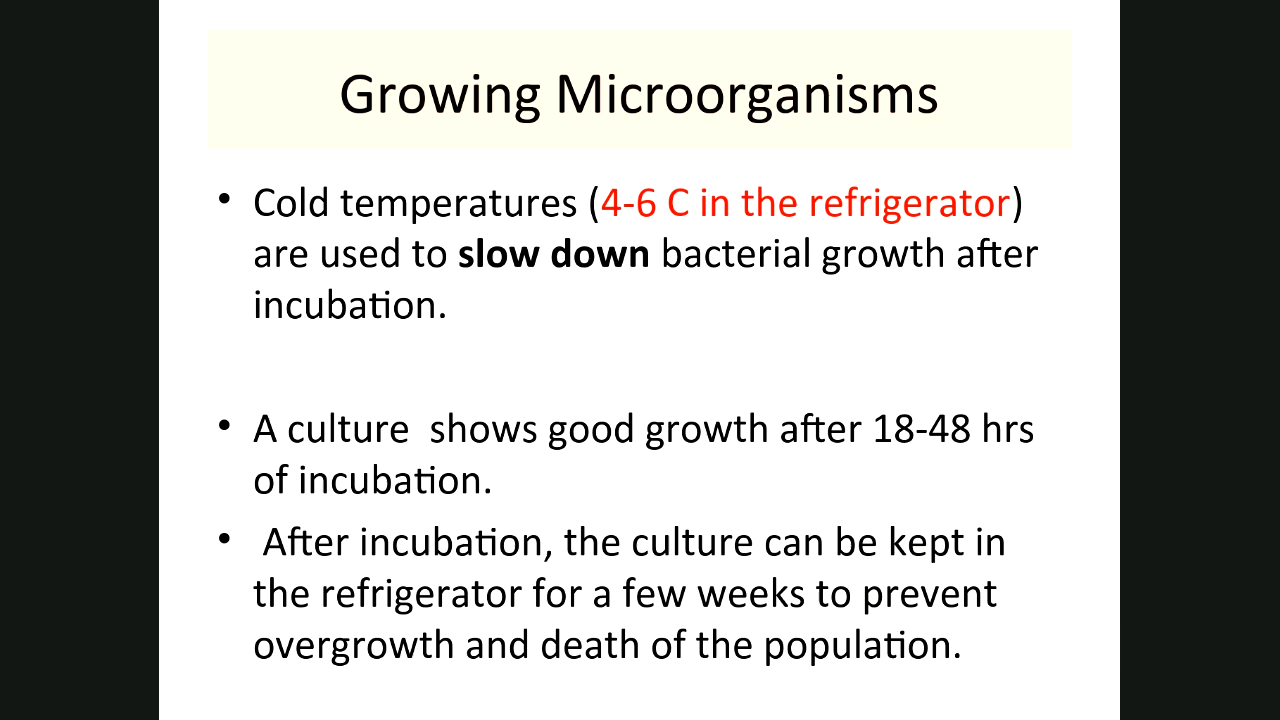 Growing Microorganisms
• Cold temperatures (4-6 C in the refrigerator)
are used to slow down bacterial growth after
incubation.
• A culture  shows good growth after 18-48 hrs
of incubation.
•  After incubation, the culture can be kept in
the refrigerator for a few weeks to prevent
overgrowth and death of the population.